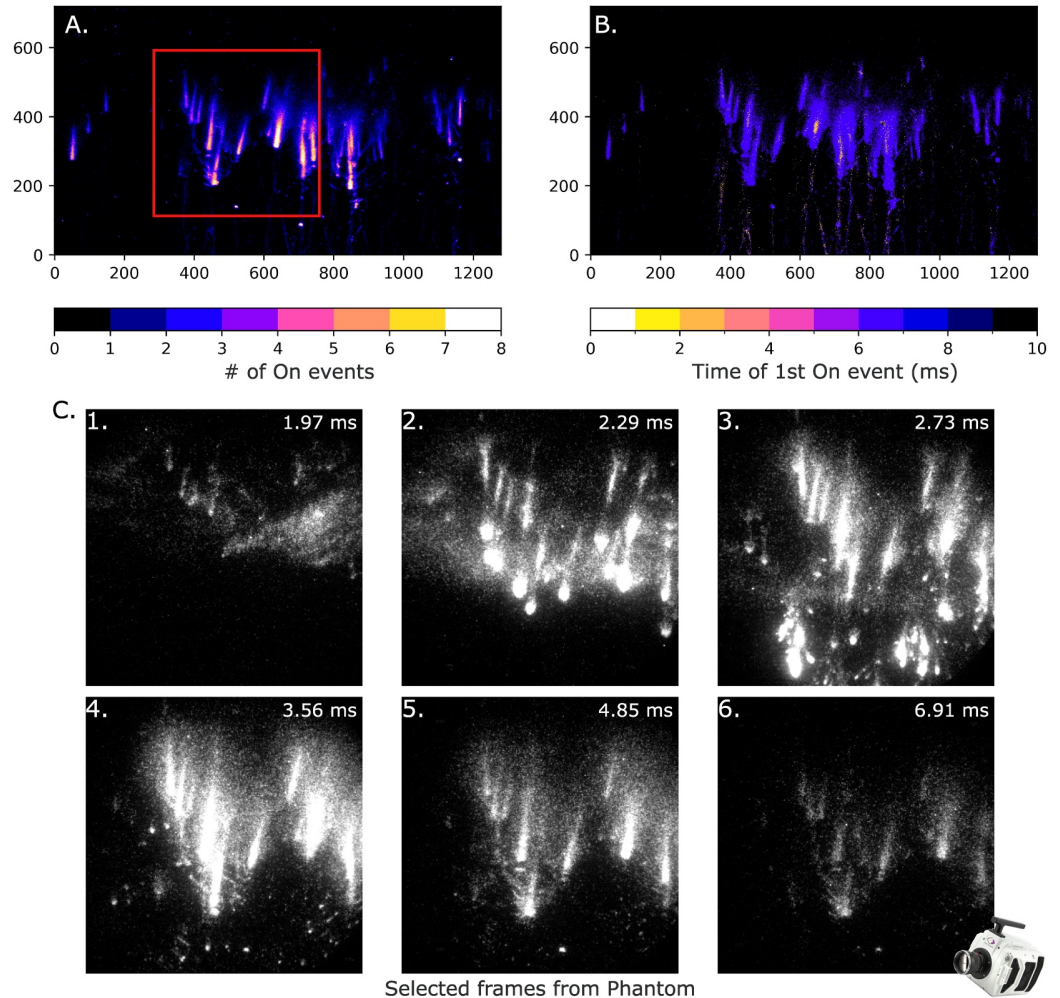 A.
600
400
200
0
0 200 400 600 800 1000 1200
0 1 2 3 4 5 6 7 8
# of On events
B.
600
400
200
0
0 200 400 600 800 1000 1200
0 2 4 6 8 10
Time of 1st On event (ms)
C.
1. 1.97 ms
2. 2.29 ms
3. 2.73 ms
4. 3.56 ms
5. 4.85 ms
6. 6.91 ms
Selected frames from Phantom